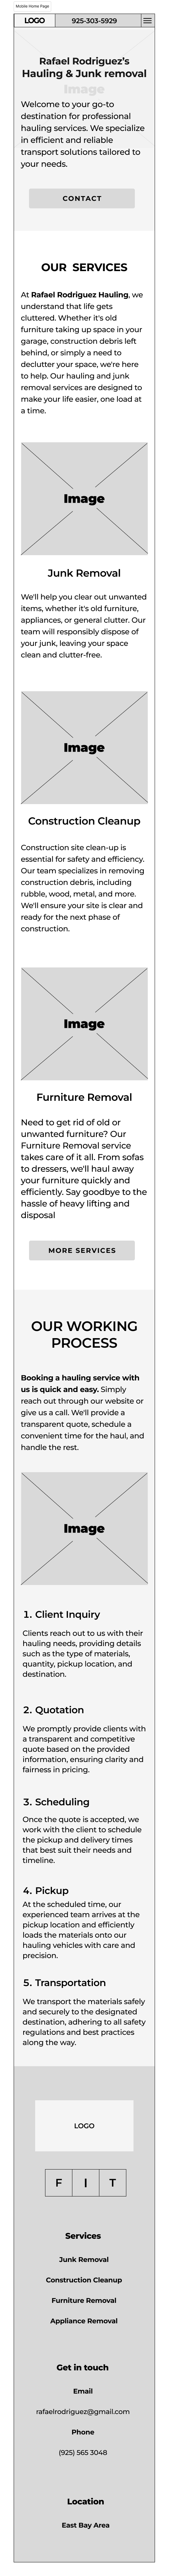 Mobile Home Page
LOGO
925-303-5929
Rafael Rodriguez's
Hauling & Junk removal
Image
Welcome to your go-to
destination for professional
hauling services. We specialize
in efficient and reliable
transport solutions tailored to
your needs.
CONTACT
OUR SERVICES
At Rafael Rodriguez Hauling, we
understand that life gets
cluttered. Whether it's old
furniture taking up space in your
garage, construction debris left
behind, or simply a need to
declutter your space, we're here
to help. Our hauling and junk
removal services are designed to
make your life easier, one load at
a time.
Image
Junk Removal
We'll help you clear out unwanted
items, whether it's old furniture,
appliances, or general clutter. Our
team will responsibly dispose of
your junk, leaving your space
clean and clutter-free.
Image
Construction Cleanup
Construction site clean-up is
essential for safety and efficiency.
Our team specializes in removing
construction debris, including
rubble, wood, metal, and more.
We'll ensure your site is clear and
ready for the next phase of
construction.
Image
Furniture Removal
Need to get rid of old or
unwanted furniture? Our
Furniture Removal service
takes care of it all. From sofas
to dressers, we'll haul away
your furniture quickly and
efficiently. Say goodbye to the
hassle of heavy lifting and
disposal
MORE SERVICES
OUR WORKING
PROCESS
Booking a hauling service with
us is quick and easy. Simply
reach out through our website or
give us a call. We'll provide a
transparent quote, schedule a
convenient time for the haul, and
handle the rest.
Image
1. Client Inquiry
Clients reach out to us with their
hauling needs, providing details
such as the type of materials,
quantity, pickup location, and
destination.
2. Quotation
We promptly provide clients with
a transparent and competitive
quote based on the provided
information, ensuring clarity and
fairness in pricing.
3. Scheduling
Once the quote is accepted, we
work with the client to schedule
the pickup and delivery times
that best suit their needs and
timeline.
4. Pickup
At the scheduled time, our
experienced team arrives at the
pickup location and efficiently
loads the materials onto our
hauling vehicles with care and
precision.
5. Transportation
We transport the materials safely
and securely to the designated
destination, adhering to all safety
regulations and best practices
along the way.
LOGO
F I T
Services
Junk Removal
Construction Cleanup
Furniture Removal
Appliance Removal
Get in touch
Email
rafaelrodriguez@gmail.com
Phone
(925) 565 3048
Location
East Bay Area